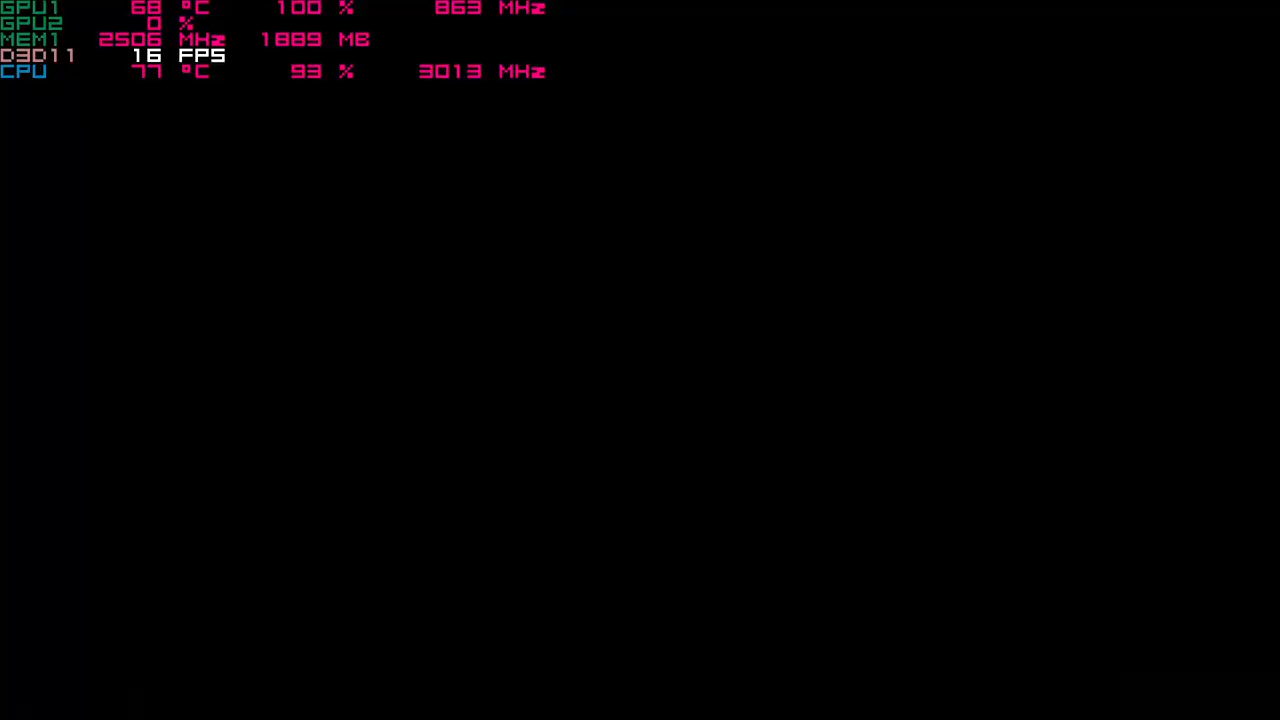 GPU1 68 °C 100 % 863 MHz
GPU2 0 %
MEM1 2506 MHz 1889 MB
D3D11 16 FPS
CPU 77 °C 93 % 3013 MHz